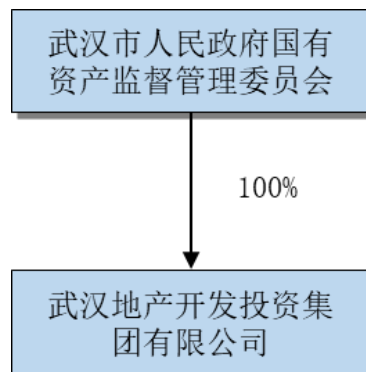 武汉市人民政府国有
资产监督管理委员会
100%
武汉地产开发投资集
团有限公司